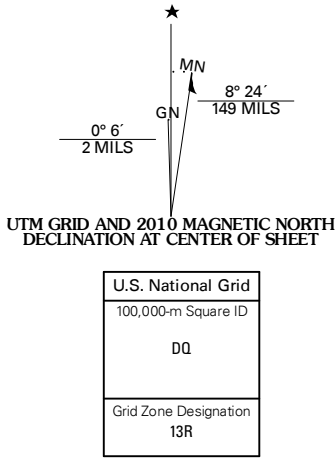 ★
MN
GN
8° 24´
149 MILS
0° 6´
2 MILS
UTM GRID AND 2010 MAGNETIC NORTH
DECLINATION AT CENTER OF SHEET
U.S. National Grid
100,000-m Square ID
DQ
Grid Zone Designation
13R